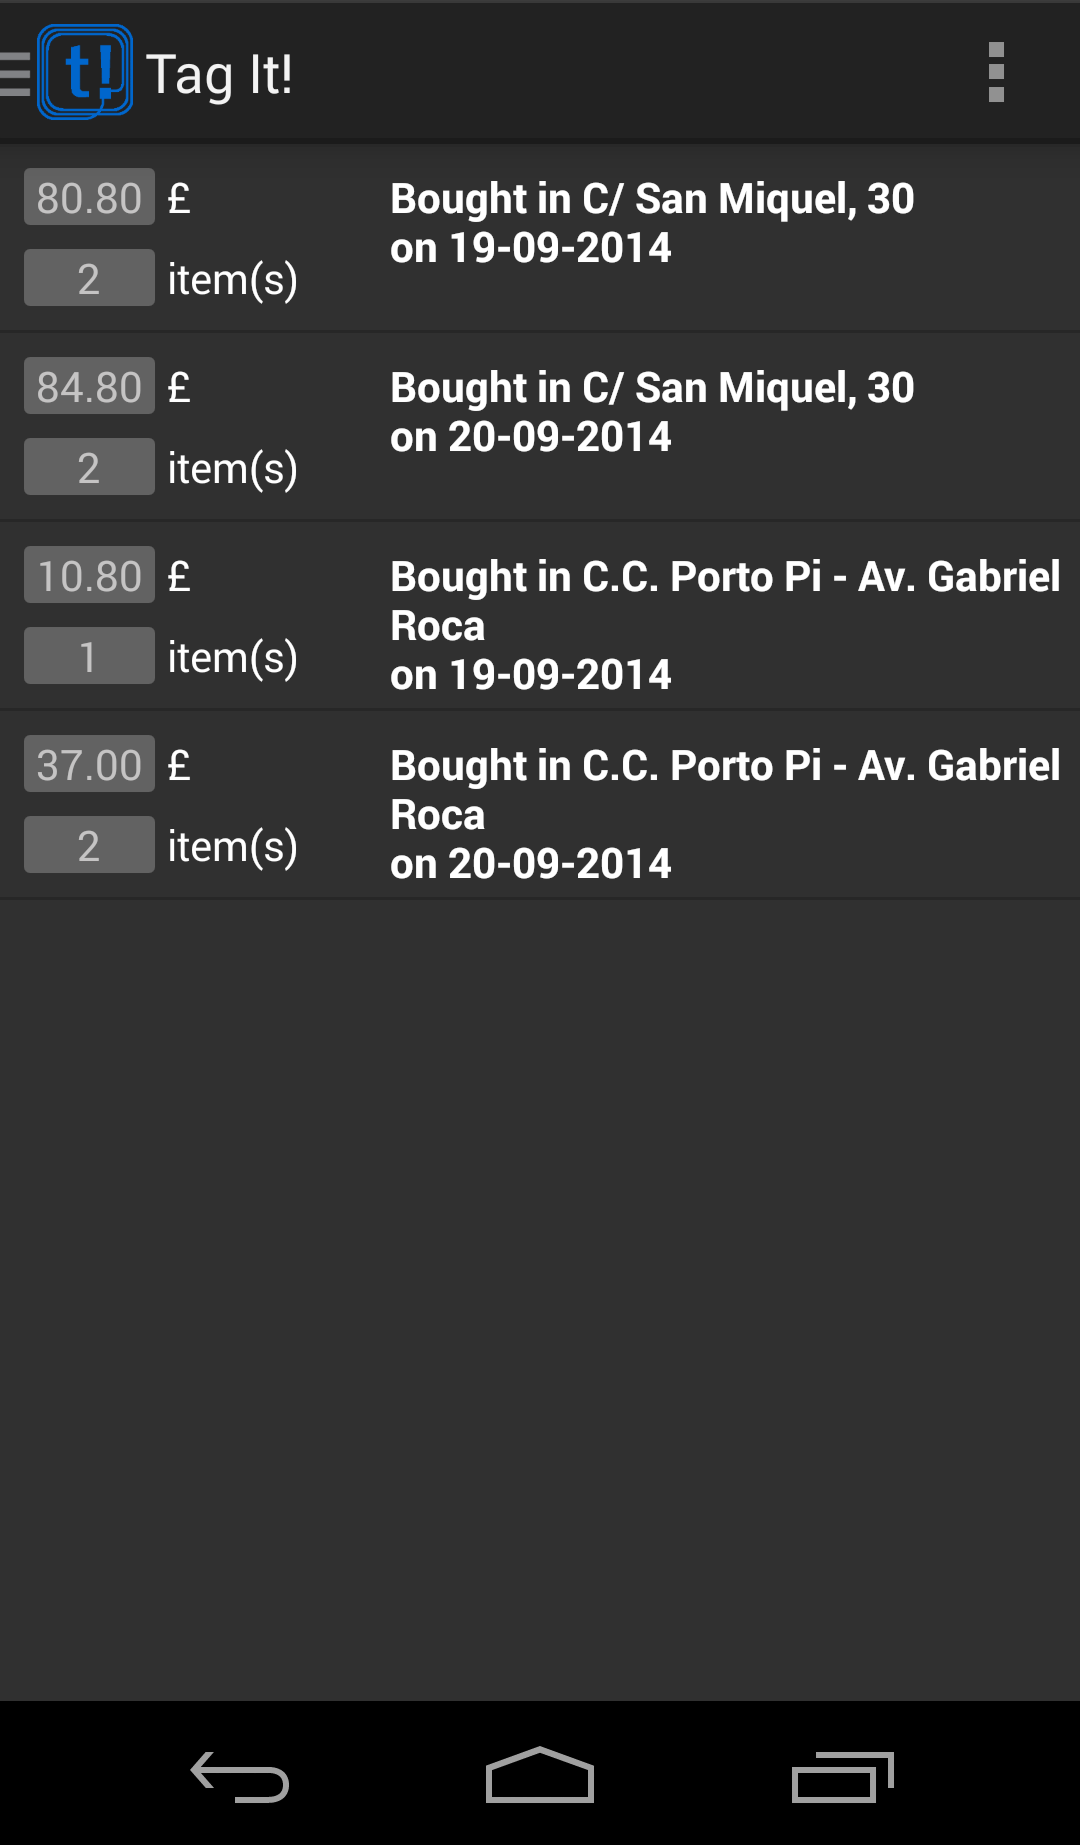 t! Tag It!
80.80 £
Bought in C/ San Miquel, 30
on 19-09-2014
2 item(s)
84.80 £
Bought in C/ San Miquel, 30
on 20-09-2014
2 item(s)
10.80 £
Bought in C.C. Porto Pi - Av. Gabriel
Roca
on 19-09-2014
1 item(s)
37.00 £
Bought in C.C. Porto Pi - Av. Gabriel
Roca
on 20-09-2014
2 item(s)